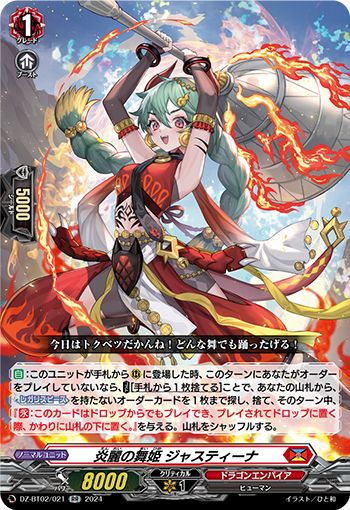 1
グレード
ブースト
5000
シールド
今日はトクベツだかんね！どんな舞でも踊ったげる！
自：このユニットが手札からRに登場した時、このターンにあなたがオーダー
をプレイしていないなら、【手札から１枚捨てる】ことで、あなたの山札から、
レガリスピース を持たないオーダーカードを１枚まで探し、捨て、そのターン中、
『永：このカードはドロップからでもプレイでき、プレイされてドロップに置く
際、かわりに山札の下に置く。』を与える。山札をシャッフルする。
ノーマルユニット
炎麗の舞姫 ジャスティーナ
パワー 8000
クリティカル
1
ドラゴンエンパイア
ヒューマン
DZ-BT02/021 RR 2024
イラスト／ひと和